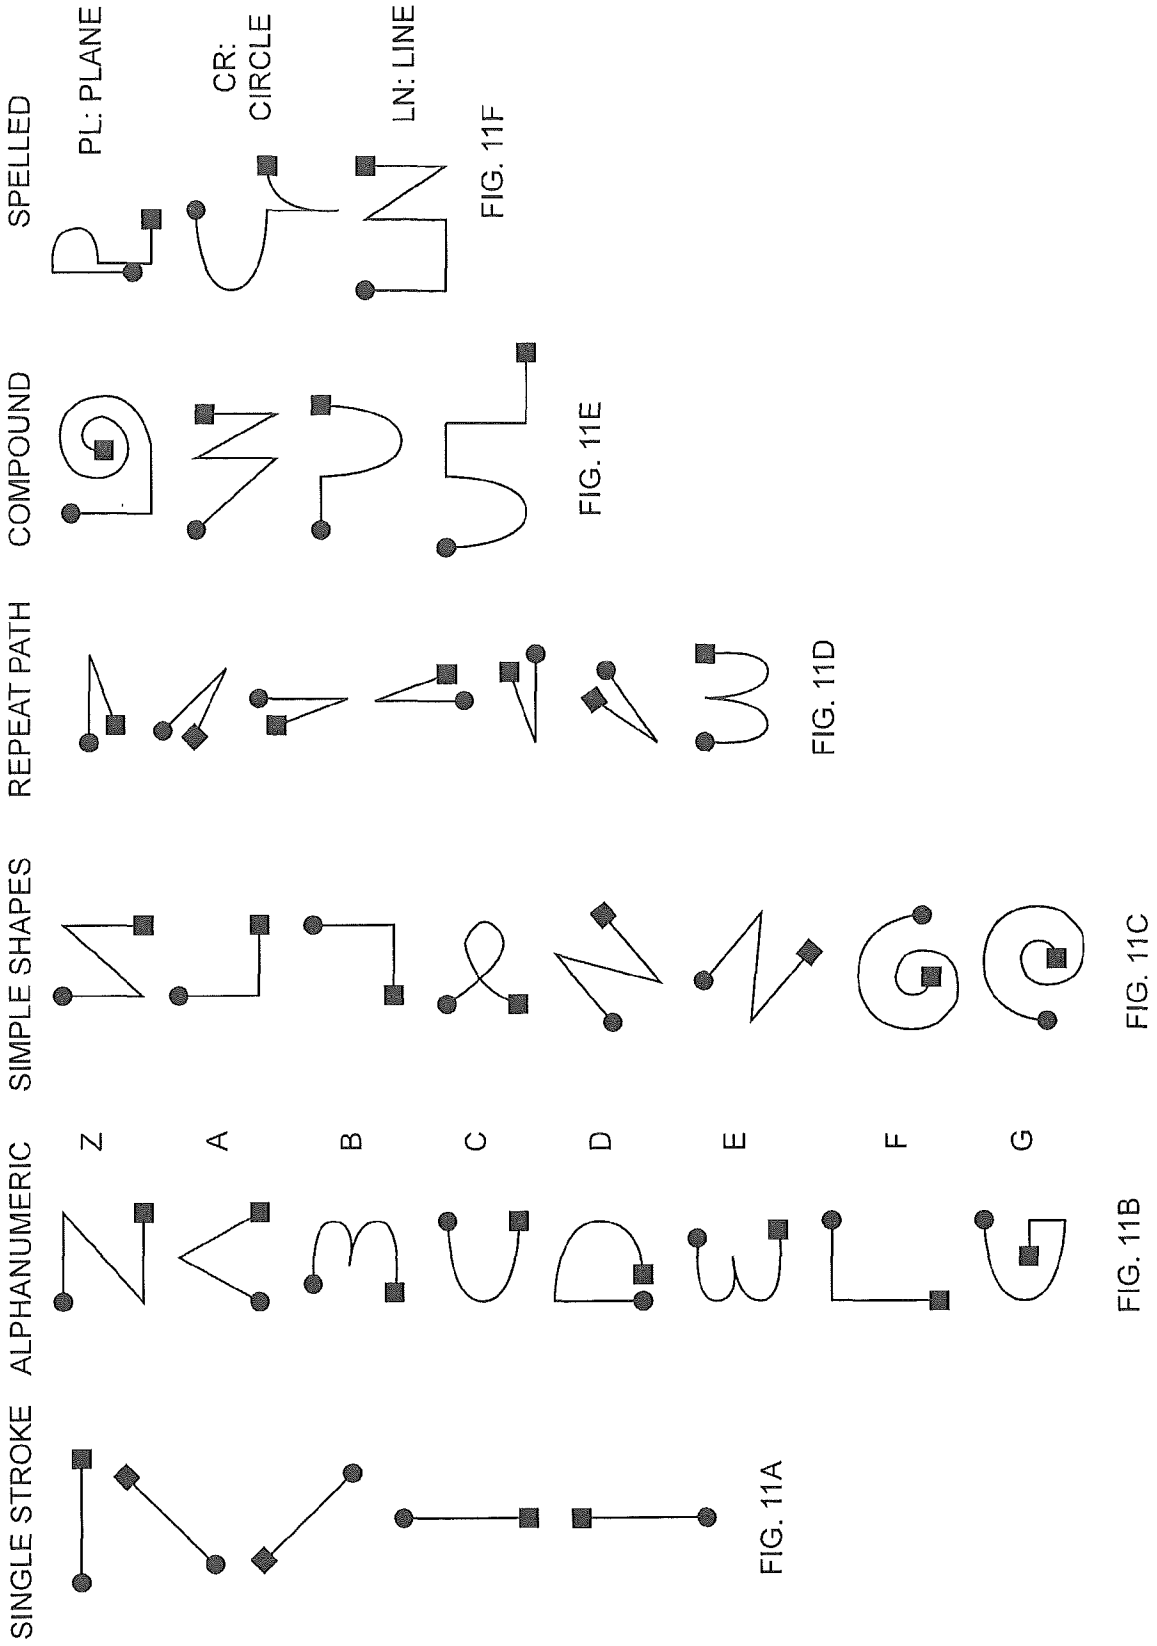 SINGLE STROKE
FIG. 11A
ALPHANUMERIC
Z
A
B
C
D
E
F
G
FIG. 11B
SIMPLE SHAPES
FIG. 11C
REPEAT PATH
FIG. 11D
COMPOUND
FIG. 11E
SPELLED
PL: PLANE
CR:
CIRCLE
LN: LINE
FIG. 11F